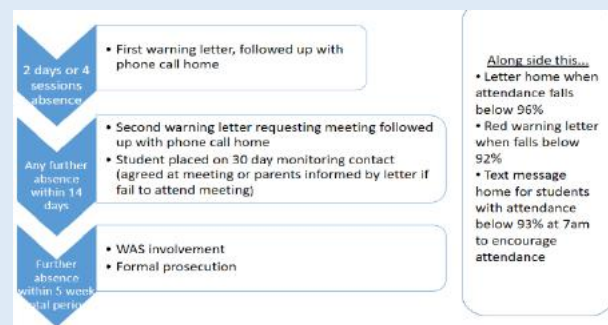 2 days or 4
sessions
absence
• First warning letter, followed up with
phone call home
Any further
absence
within 14
days
• Second warning letter requesting meeting followed
up with phone call home
• Student placed on 30 day monitoring contact
(agreed at meeting or parents informed by letter if
fail to attend meeting)
Further
absence
within 5 week
• WAS involvement
• Formal prosecution
Along side this...
• Letter home when
attendance falls
below 96%
• Red warning letter
when falls below
92%
• Text message
home for students
with attendance
below 93% at 7am
to encourage
attendance